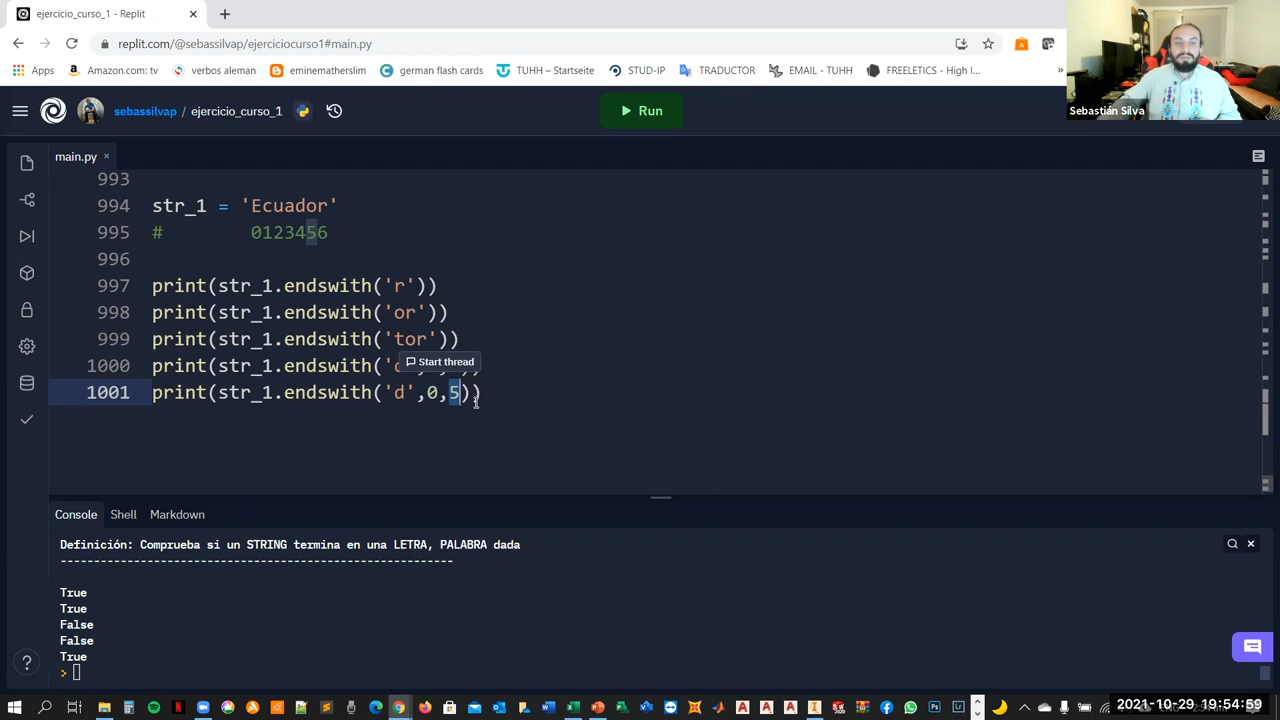 ejercicio_curso_1 - Replit
replit.com/@sebassilvap/ejerciciocurso1#main.py
Apps
Amazon.com: tv
verbos aleman
eminematherslim
german flash cards
TUHH – Startseite
STUD-IP
TRADUCTOR
EMAIL - TUHH
FREELETICS - High I...
»
Sebastián Silva
sebassilvap / ejercicio_curso_1
Run
main.py
993
994 str_1 = 'Ecuador'
995 # 0123456
996
997 print(str_1.endswith('r'))
998 print(str_1.endswith('or'))
999 print(str_1.endswith('tor'))
Start thread
1000 print(str_1.endswith('d
1001 print(str_1.endswith('d',0,5))
Console
Shell
Markdown
Definición: Comprueba si un STRING termina en una LETRA, PALABRA dada
------------------------------------------------------------
True
True
False
False
True
>
2021-10-29 19:54:59